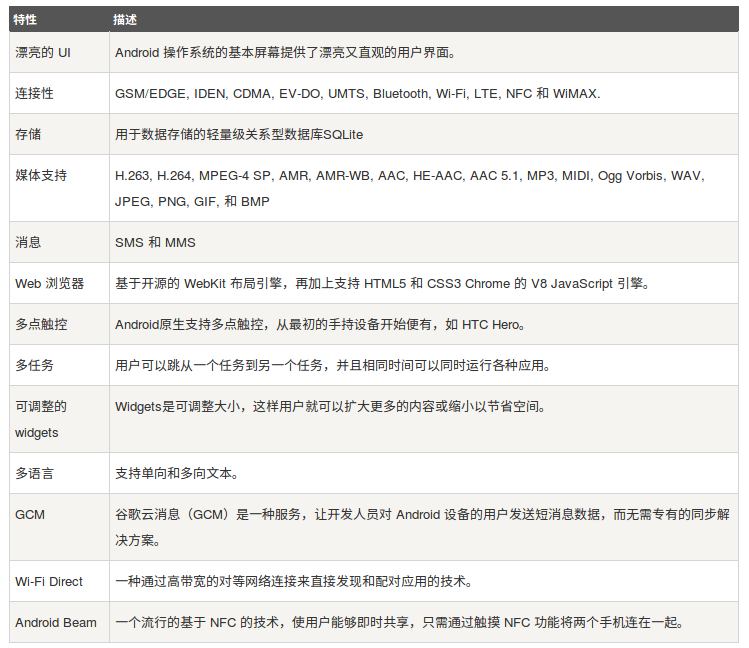 特性 描述
漂亮的 UI Android 操作系统的基本屏幕提供了漂亮又直观的用户界面。
连接性 GSM/EDGE, IDEN, CDMA, EV-DO, UMTS, Bluetooth, Wi-Fi, LTE, NFC 和 WiMAX.
存储 用于数据存储的轻量级关系型数据库SQLite
媒体支持 H.263, H.264, MPEG-4 SP, AMR, AMR-WB, AAC, HE-AAC, AAC 5.1, MP3, MIDI, Ogg Vorbis, WAV,
JPEG, PNG, GIF, 和 BMP
消息 SMS 和 MMS
Web 浏览器 基于开源的 WebKit 布局引擎，再加上支持 HTML5 和 CSS3 Chrome 的 V8 JavaScript 引擎。
多点触控 Android原生支持多点触控，从最初的手持设备开始便有，如 HTC Hero。
多任务 用户可以跳从一个任务到另一个任务，并且相同时间可以同时运行各种应用。
可调整的 Widgets是可调整大小，这样用户就可以扩大更多的内容或缩小以节省空间。
widgets
多语言 支持单向和多向文本。
GCM 谷歌云消息（GCM）是一种服务，让开发人员对 Android 设备的用户发送短消息数据，而无需专有的同步解
决方案。
Wi-Fi Direct 一种通过高带宽的对等网络连接来直接发现和配对应用的技术。
Android Beam 一个流行的基于 NFC 的技术，使用户能够即时共享，只需通过触摸 NFC 功能将两个手机连在一起。